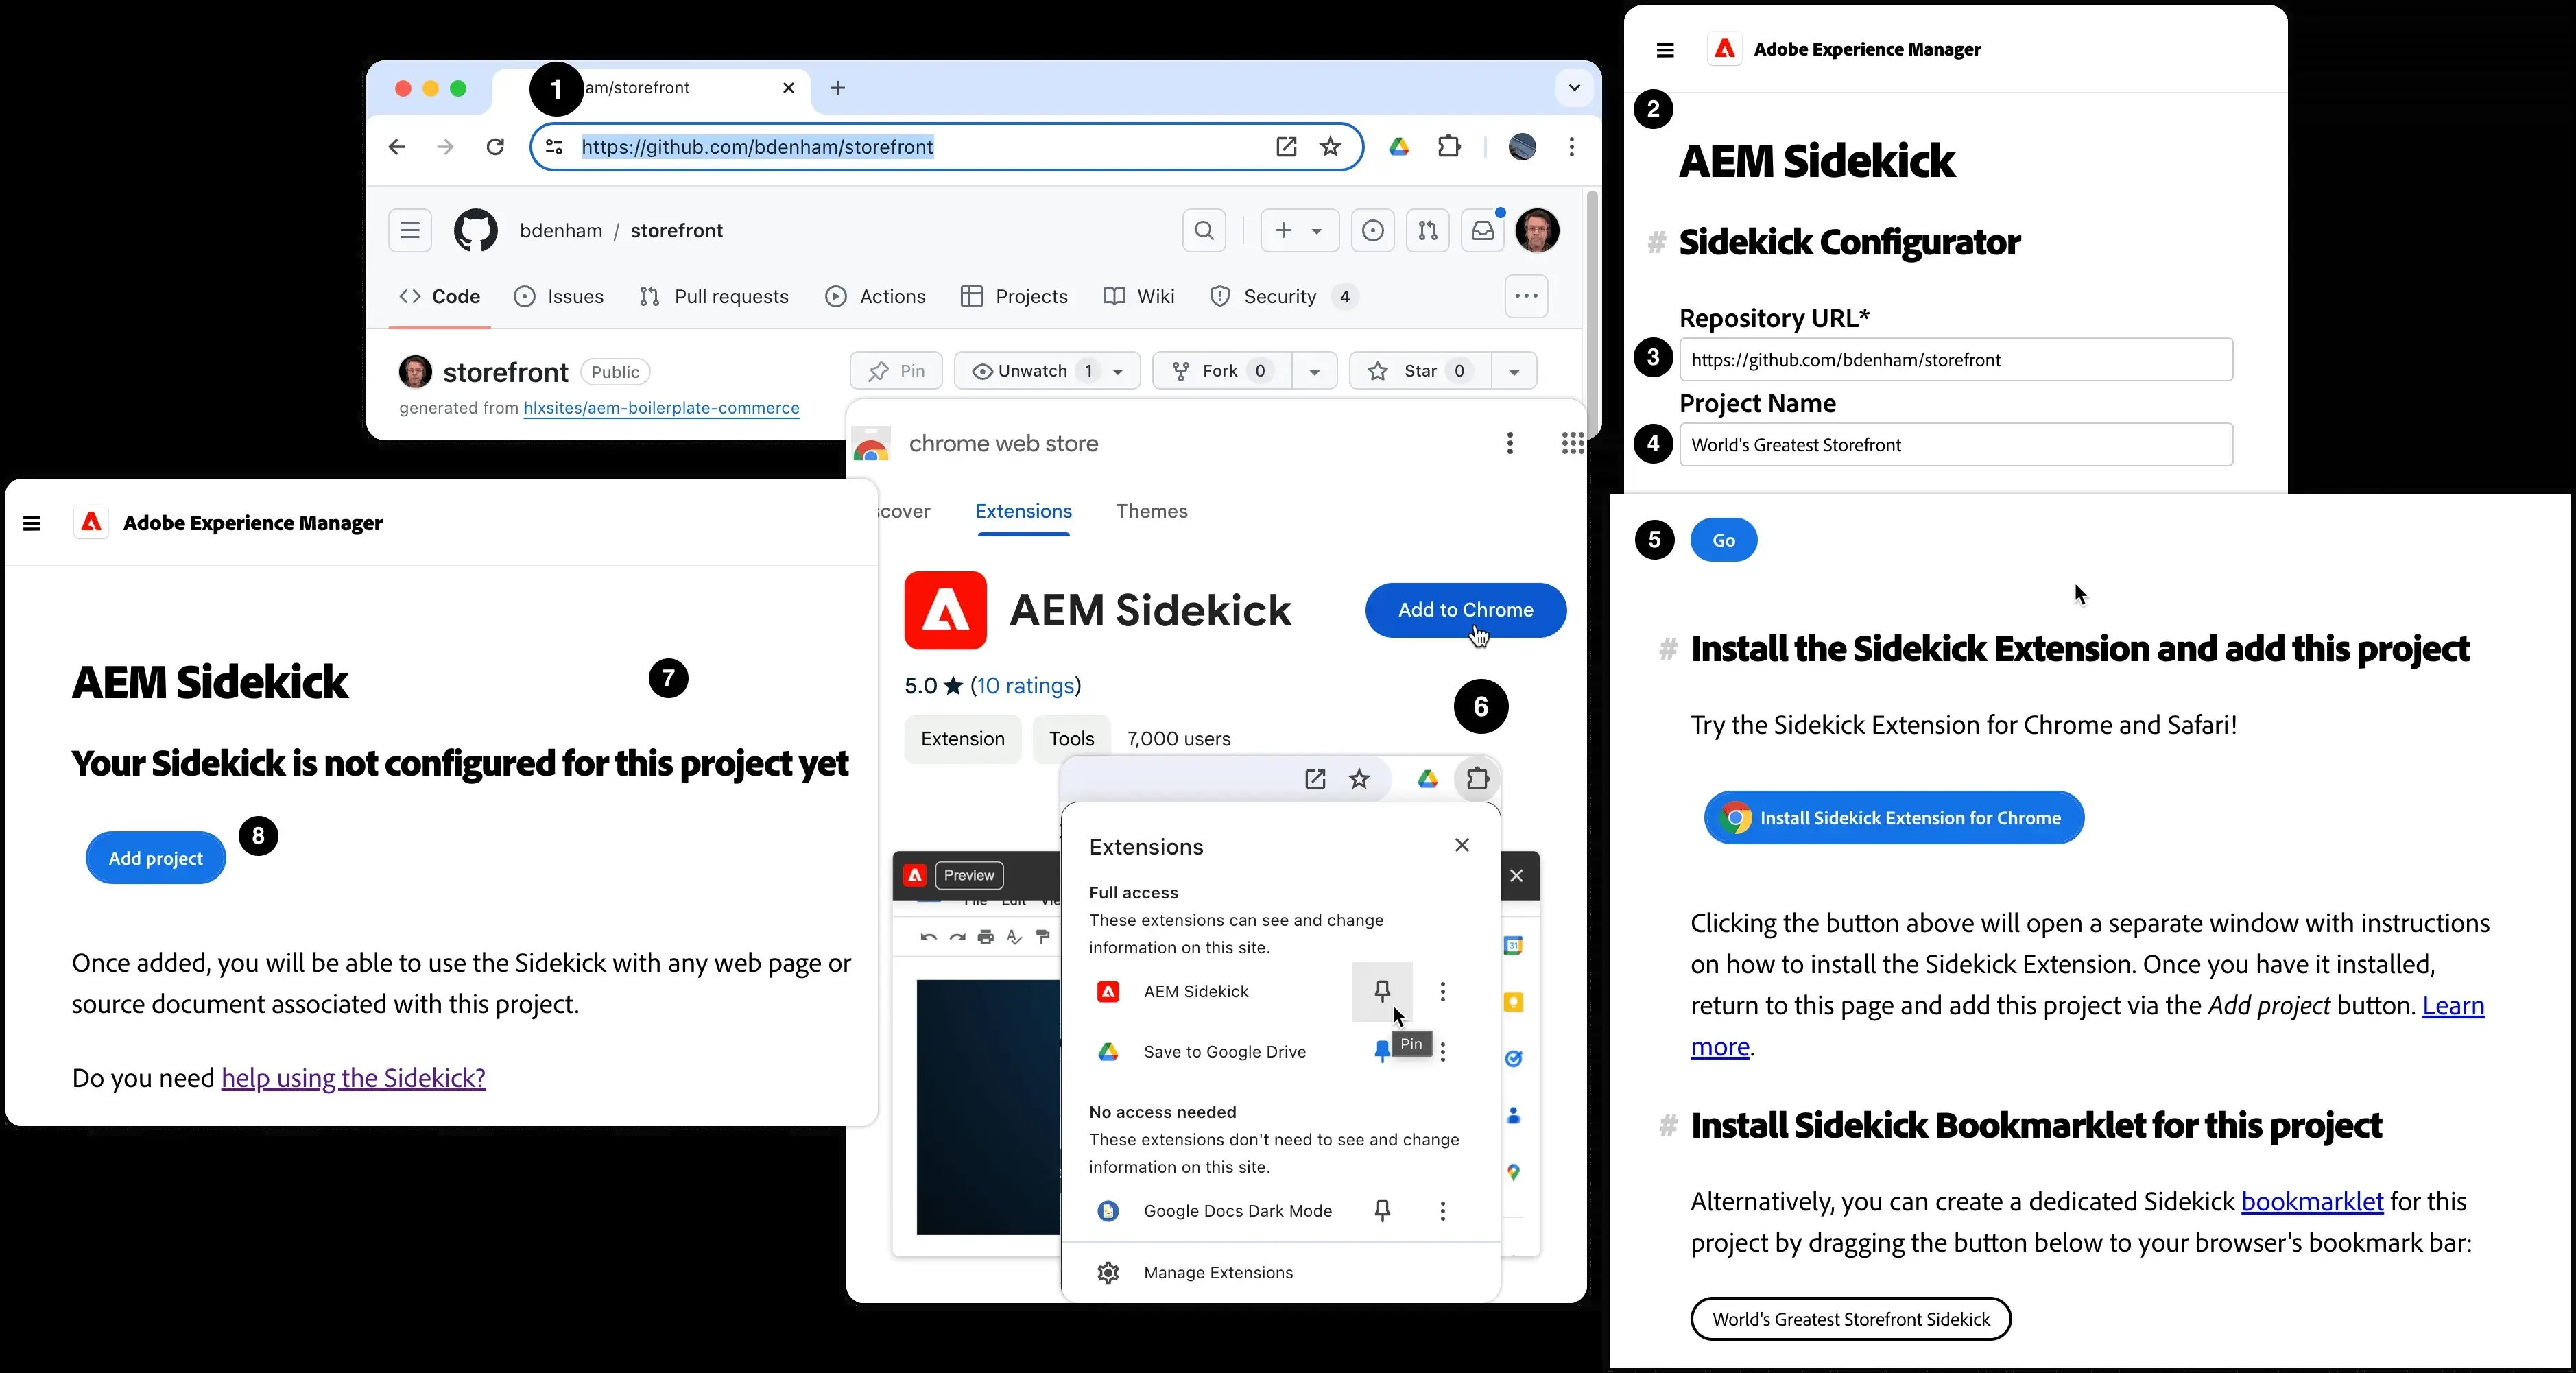 1
am/storefront
https://github.com/bdenham/storefront
bdenham / storefront
Code
Issues
Pull requests
Actions
Projects
Wiki
Security 4
storefront Public
Pin
Unwatch 1
Fork 0
Star 0
generated from hlxsites/aem-boilerplate-commerce
Adobe Experience Manager
2
AEM Sidekick
# Sidekick Configurator
Repository URL*
3 https://github.com/bdenham/storefront
Project Name
4 World's Greatest Storefront
5 Go
# Install the Sidekick Extension and add this project
Try the Sidekick Extension for Chrome and Safari!
Install Sidekick Extension for Chrome
Clicking the button above will open a separate window with instructions
on how to install the Sidekick Extension. Once you have it installed,
return to this page and add this project via the Add project button. Learn
more.
# Install Sidekick Bookmarklet for this project
Alternatively, you can create a dedicated Sidekick bookmarklet for this
project by dragging the button below to your browser's bookmark bar:
World's Greatest Storefront Sidekick
chrome web store
scover
Extensions
Themes
AEM Sidekick
Add to Chrome
5.0 ★ (10 ratings)
6
Extension
Tools
7,000 users
Preview
File Edit
31
Extensions
Full access
These extensions can see and change
information on this site.
AEM Sidekick
Save to Google Drive
Pin
No access needed
These extensions don't need to see and change
information on this site.
Google Docs Dark Mode
Manage Extensions
Adobe Experience Manager
AEM Sidekick
7
Your Sidekick is not configured for this project yet
Add project
8
Once added, you will be able to use the Sidekick with any web page or
source document associated with this project.
Do you need help using the Sidekick?